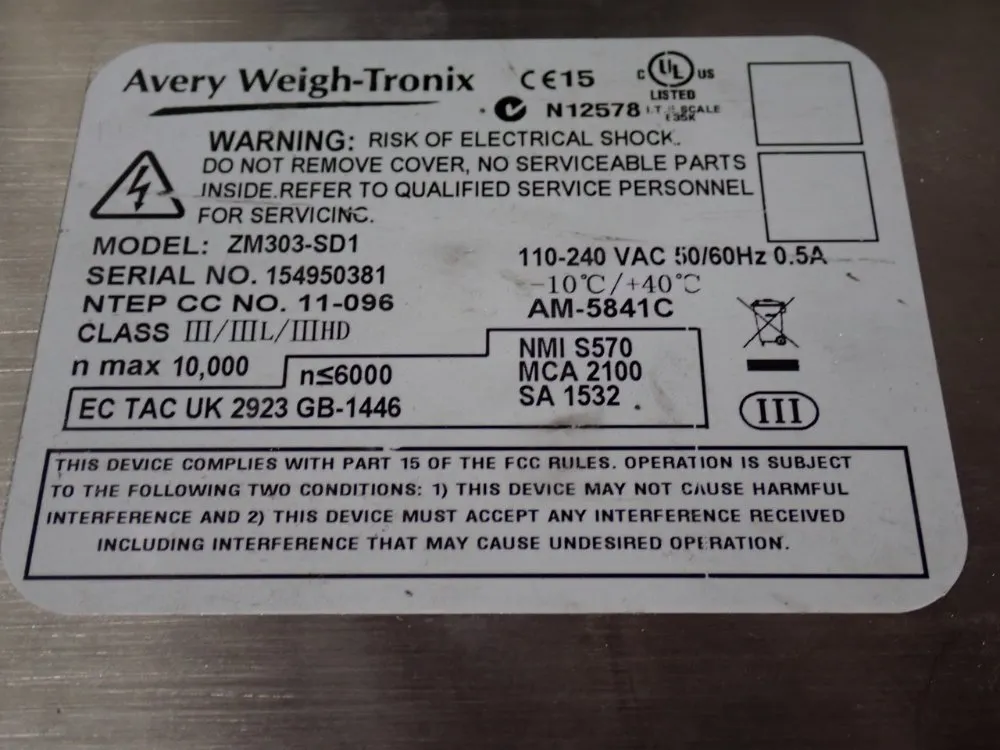 Avery Weigh-Tronix CE15 C UL US
LISTED
N12578 I.T. SCALE
WARNING: RISK OF ELECTRICAL SHOCK.
DO NOT REMOVE COVER, NO SERVICEABLE PARTS
INSIDE.REFER TO QUALIFIED SERVICE PERSONNEL
FOR SERVICING.
MODEL: ZM303-SD1
110-240 VAC 50/60Hz 0.5A
SERIAL NO. 154950381
-10℃/+40℃
NTEP CC NO. 11-096
AM-5841C
CLASS III/IIIL/IIIHD
n max 10,000
n≤6000
NMI S570
MCA 2100
SA 1532
EC TAC UK 2923 GB-1446
III
THIS DEVICE COMPLIES WITH PART 15 OF THE FCC RULES. OPERATION IS SUBJECT
TO THE FOLLOWING TWO CONDITIONS: 1) THIS DEVICE MAY NOT CAUSE HARMFUL
INTERFERENCE AND 2) THIS DEVICE MUST ACCEPT ANY INTERFERENCE RECEIVED
INCLUDING INTERFERENCE THAT MAY CAUSE UNDESIRED OPERATION.